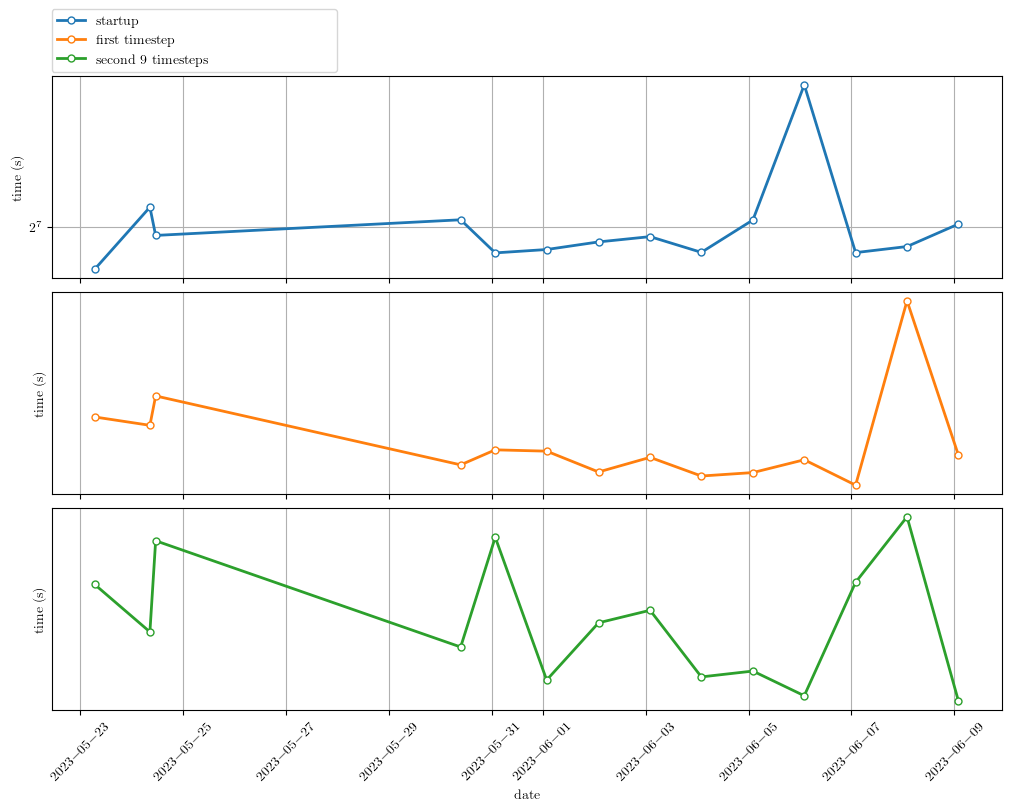 startup
first timestep
second 9 timesteps
time (s)
2^7
time (s)
time (s)
2023−05−23
2023−05−25
2023−05−27
2023−05−29
2023−05−31
2023−06−01
2023−06−03
2023−06−05
2023−06−07
2023−06−09
date